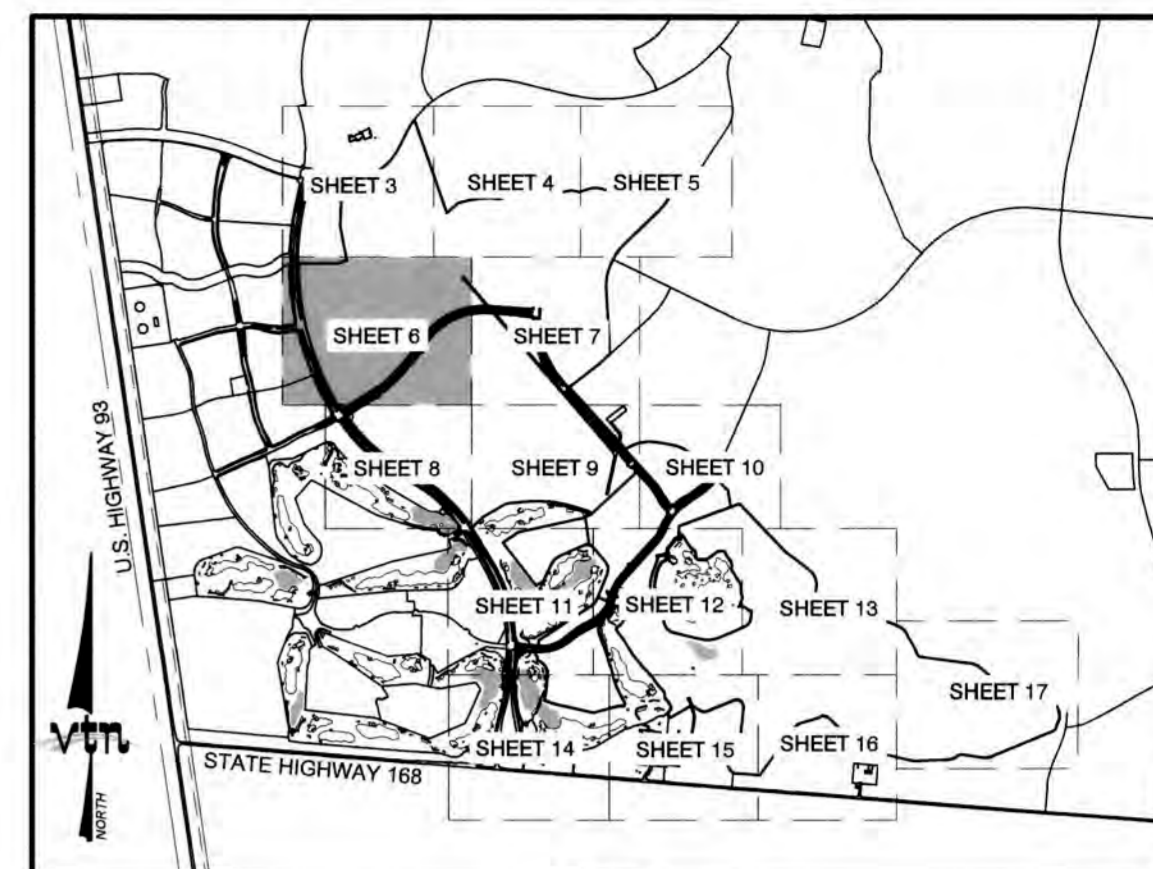 SHEET 3
SHEET 4
SHEET 5
SHEET 6
SHEET 7
SHEET 8
SHEET 9
SHEET 10
U.S. HIGHWAY 93
SHEET 11
SHEET 12
SHEET 13
SHEET 17
SHEET 14
SHEET 15
SHEET 16
STATE HIGHWAY 168
vtn
NORTH